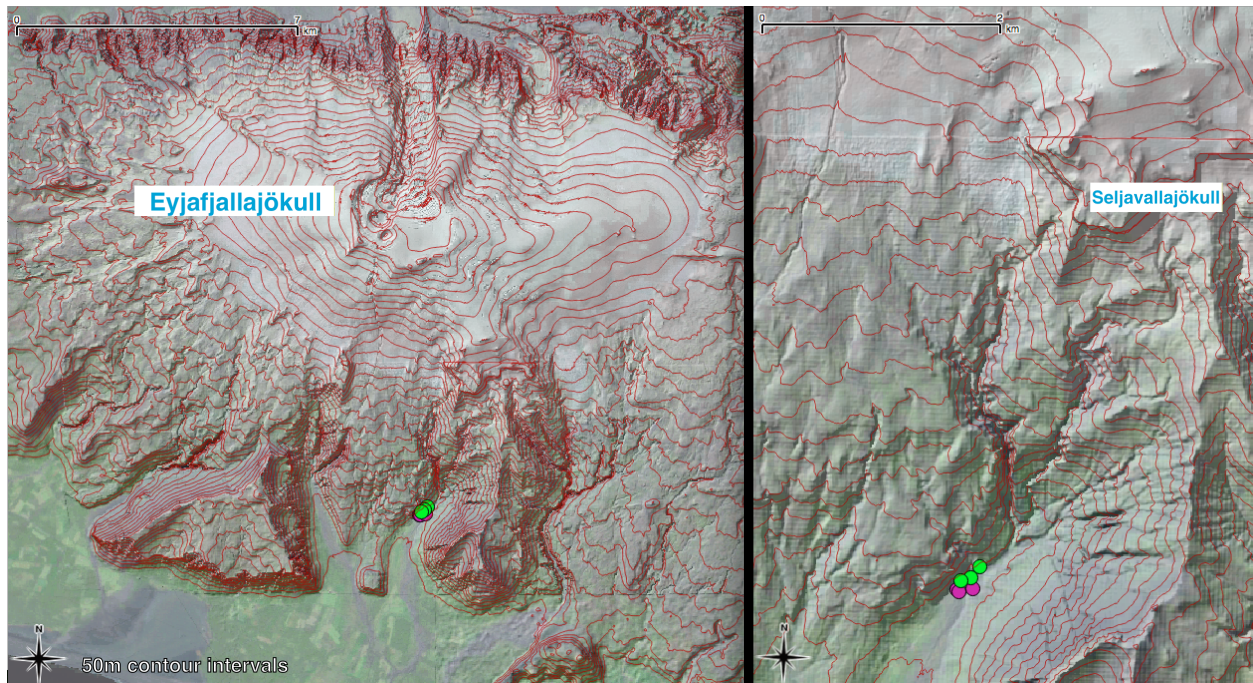 0 7
km
Eyjafjallajökull
N
50m contour intervals
0 2
km
Seljavallajökull
N